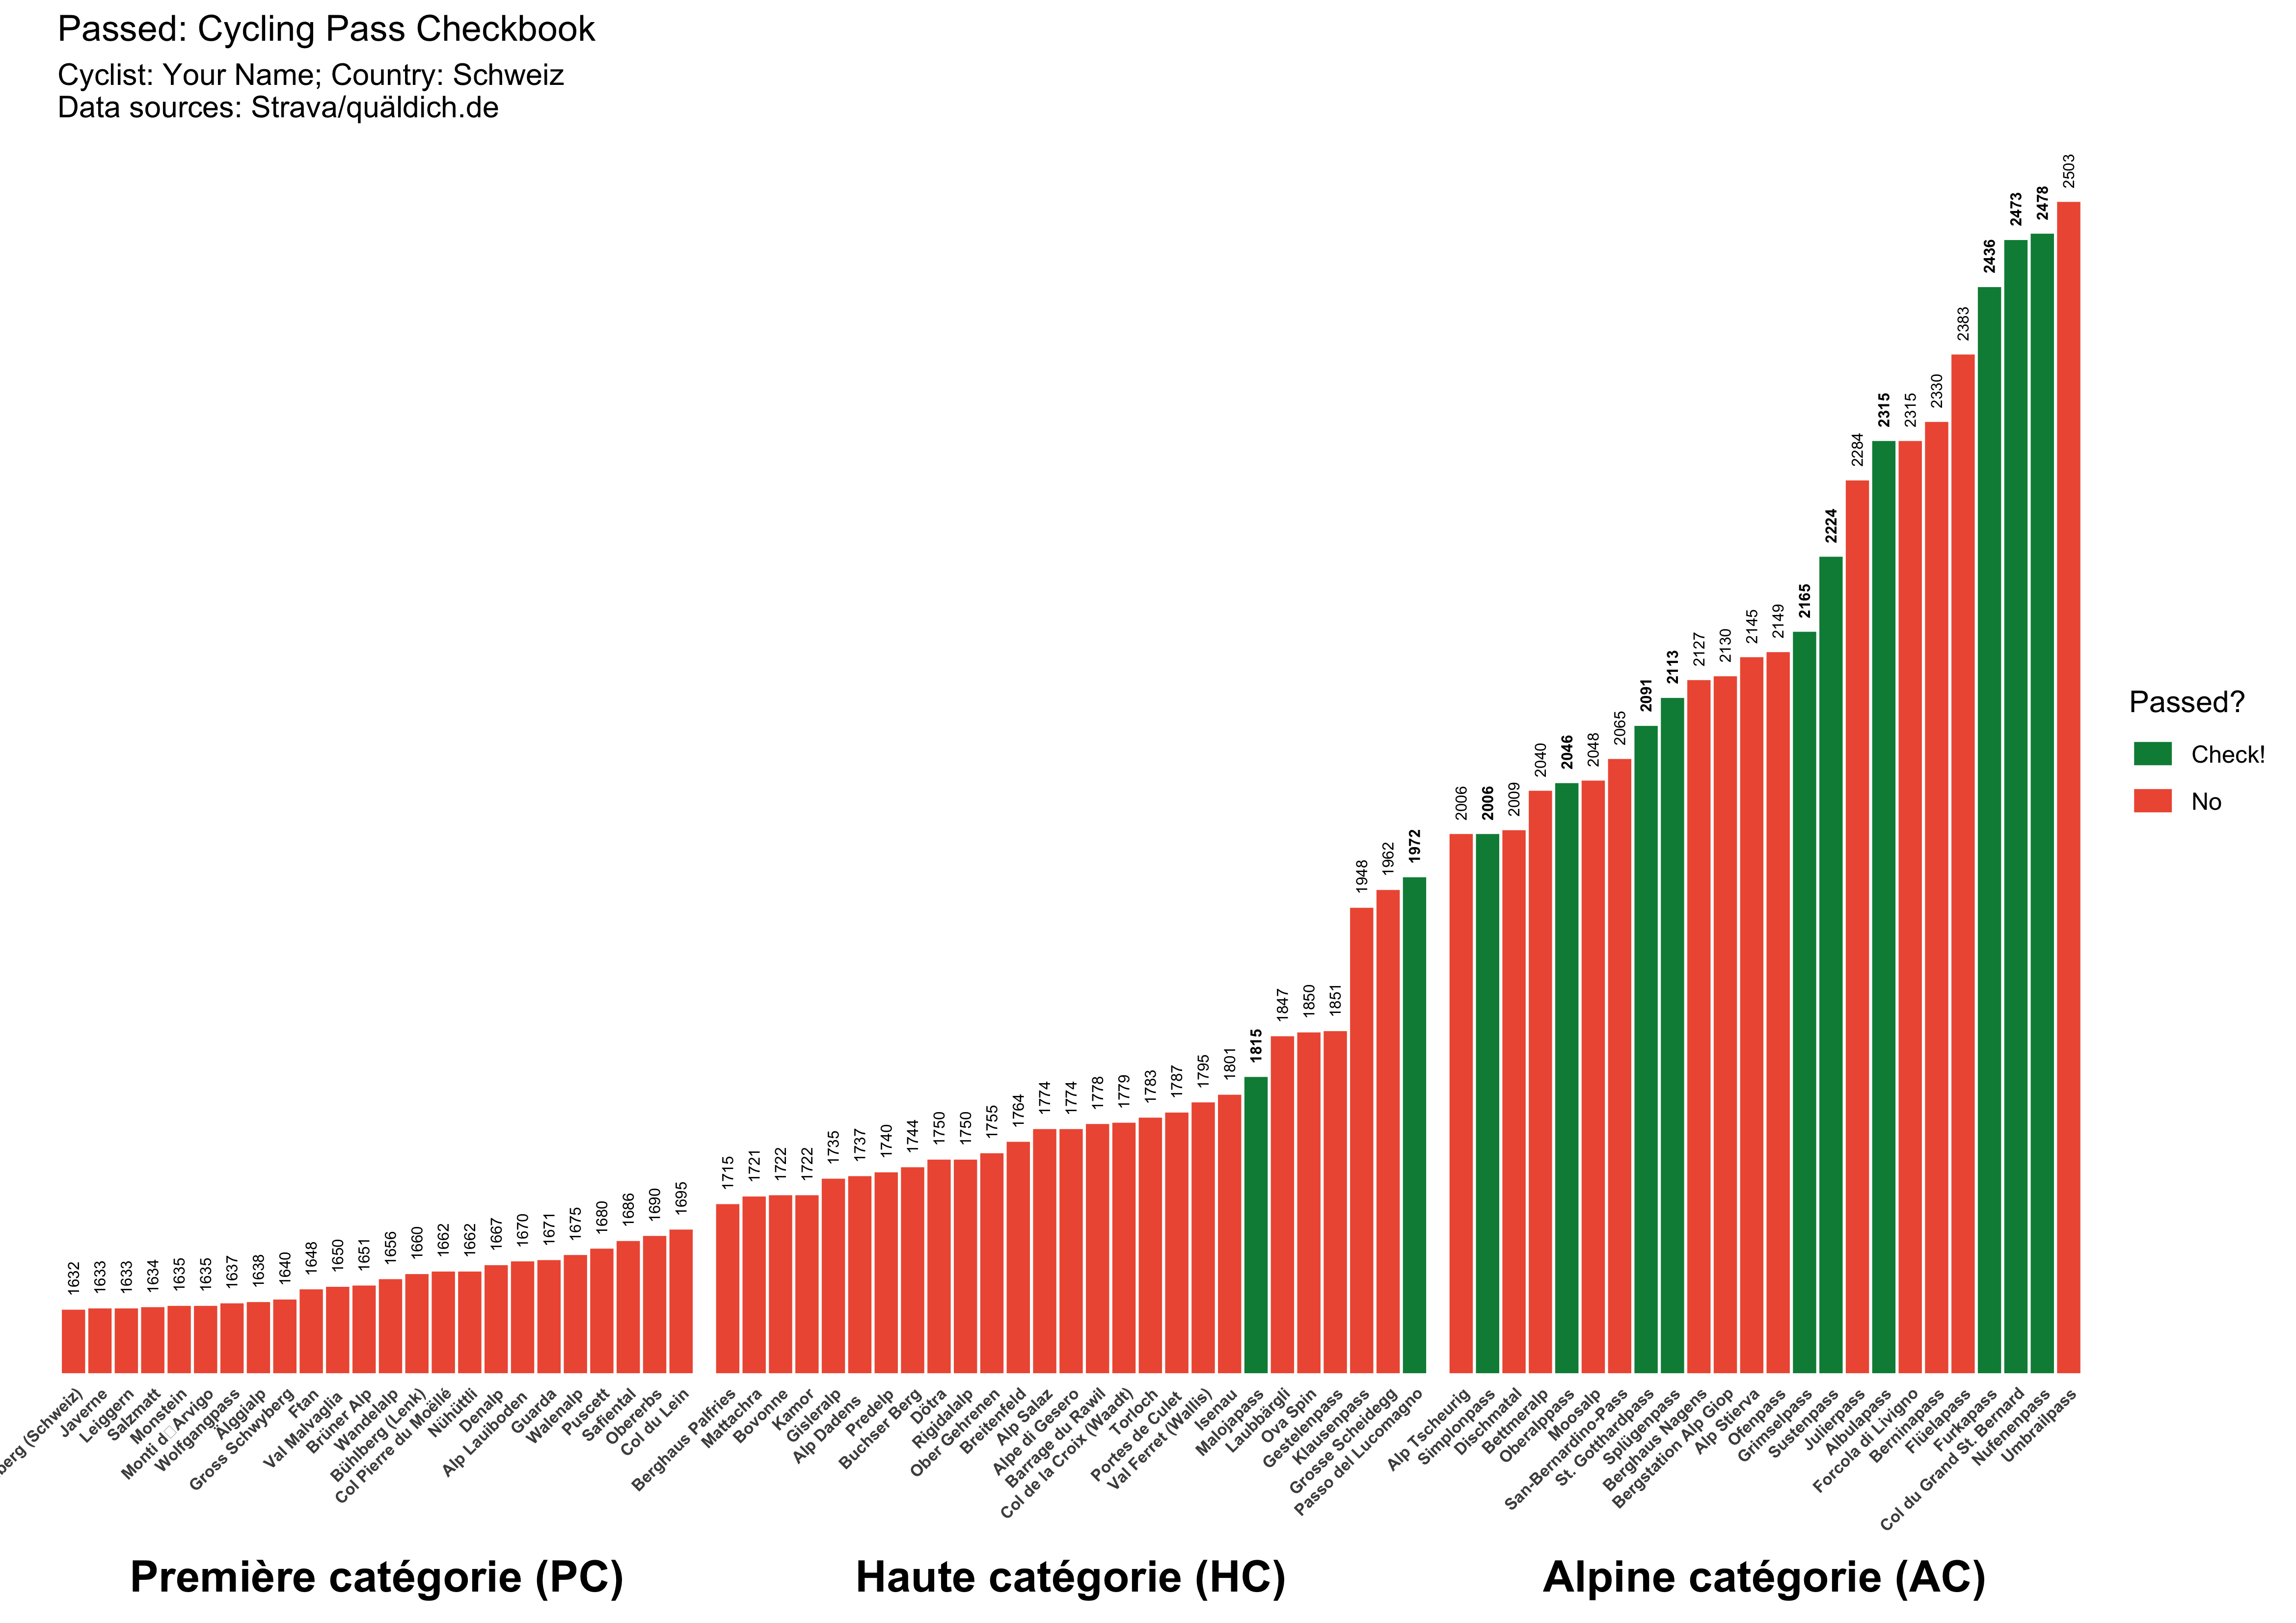 Passed: Cycling Pass Checkbook
Cyclist: Your Name; Country: Schweiz
Data sources: Strava/quäldich.de
1632
1633
1633
1634
1635
1635
1637
1638
1640
1648
1650
1651
1656
1660
1662
1662
1667
1670
1671
1675
1680
1686
1690
1695
1715
1721
1722
1722
1735
1737
1740
1744
1750
1750
1755
1764
1774
1774
1778
1779
1783
1787
1795
1801
1815
1847
1850
1851
1948
1962
1972
2006
2006
2009
2040
2046
2048
2065
2091
2113
2127
2130
2145
2149
2165
2224
2284
2315
2315
2330
2383
2436
2473
2478
2503
Passed?
Check!
No
(Schweiz)
Javerne
Leiggern
Salzmatt
Monstein
Monti d□Arvigo
Wolfgangpass
Älggialp
Gross Schwyberg
Ftan
Val Malvaglia
Brüner Alp
Wandelalp
Bühlberg (Lenk)
Col Pierre du Moëllé
Nühüttli
Denalp
Alp Lauiboden
Guarda
Walenalp
Puscett
Safiental
Obererbs
Col du Lein
Berghaus Palfries
Mattachra
Bovonne
Kamor
Gisleralp
Alp Dadens
Predelp
Buchser Berg
Dötra
Rigidalalp
Ober Gehrenen
Breitenfeld
Alp Salaz
Alpe di Gesero
Barrage du Rawil
Col de la Croix (Waadt)
Torloch
Portes de Culet
Val Ferret (Wallis)
Isenau
Malojapass
Laubbärgli
Ova Spin
Gestelenpass
Klausenpass
Grosse Scheidegg
Passo del Lucomagno
Alp Tscheurig
Simplonpass
Dischmatal
Bettmeralp
Oberalppass
Moosalp
San-Bernardino-Pass
St. Gotthardpass
Splügenpass
Berghaus Nagens
Bergstation Alp Giop
Alp Stierva
Ofenpass
Grimselpass
Sustenpass
Julierpass
Albulapass
Forcola di Livigno
Berninapass
Flüelapass
Furkapass
Col du Grand St. Bernard
Nufenenpass
Umbrailpass
Première catégorie (PC)
Haute catégorie (HC)
Alpine catégorie (AC)